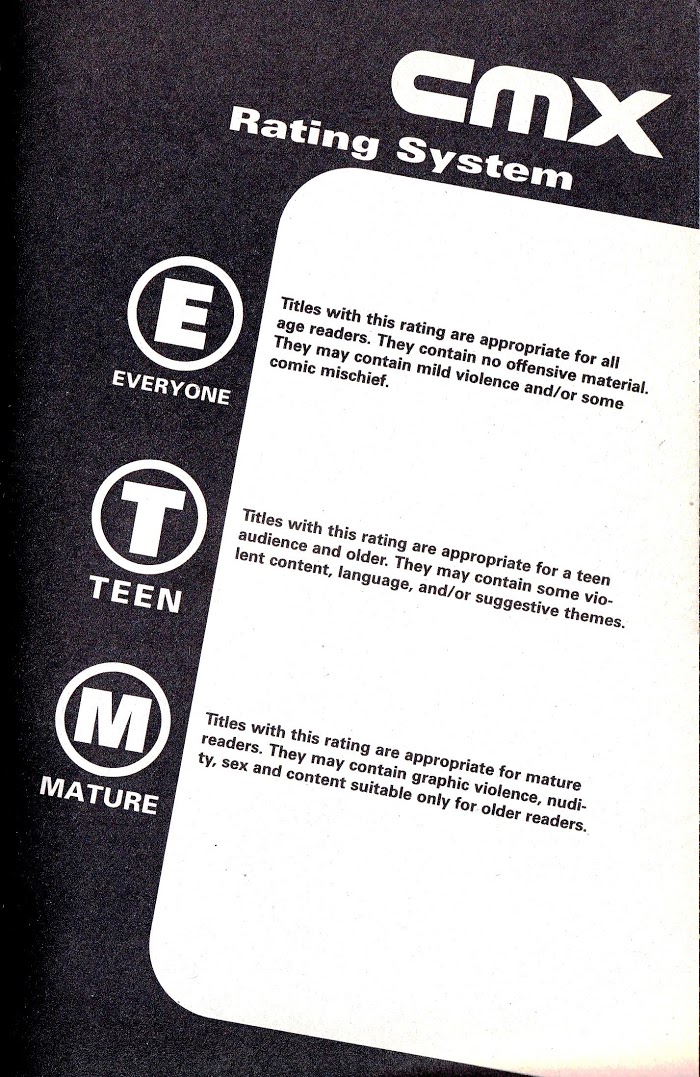 cmx
Rating System
E
EVERYONE
Titles with this rating are appropriate for all
age readers. They contain no offensive material.
They may contain mild violence and/or some
comic mischief.
T
TEEN
Titles with this rating are appropriate for a teen
audience and older. They may contain some vio-
lent content, language, and/or suggestive themes.
M
MATURE
Titles with this rating are appropriate for mature
readers. They may contain graphic violence, nudi-
ty, sex and content suitable only for older readers.